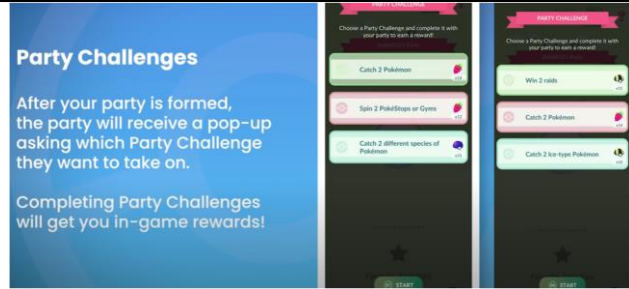 Party Challenges
After your party is formed,
the party will receive a pop-up
asking which Party Challenge
they want to take on.
Completing Party Challenges
will get you in-game rewards!
PARTY CHALLENGE
Choose a Party Challenge and complete it with
your party to earn a reward!
Catch 2 Pokémon
Spin 2 PokéStops or Gyms
Catch 2 different species of
Pokémon
START
PARTY CHALLENGE
Choose a Party Challenge and complete it with
your party to earn a reward!
Win 2 raids
Catch 2 Pokémon
Catch 2 Ice-type Pokémon
START